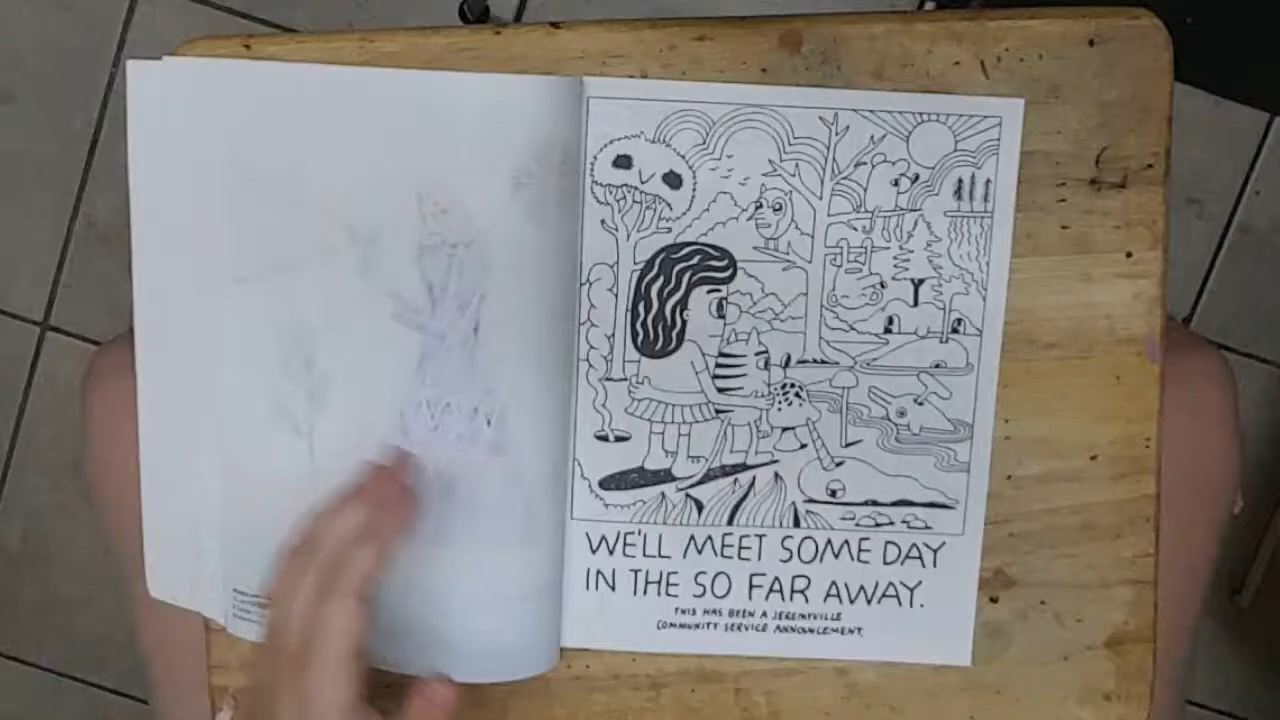 WE'LL MEET SOME DAY
IN THE SO FAR AWAY.
THIS HAS BEEN A JEREMYVILLE
COMMUNITY SERVICE ANNOUNCEMENT.